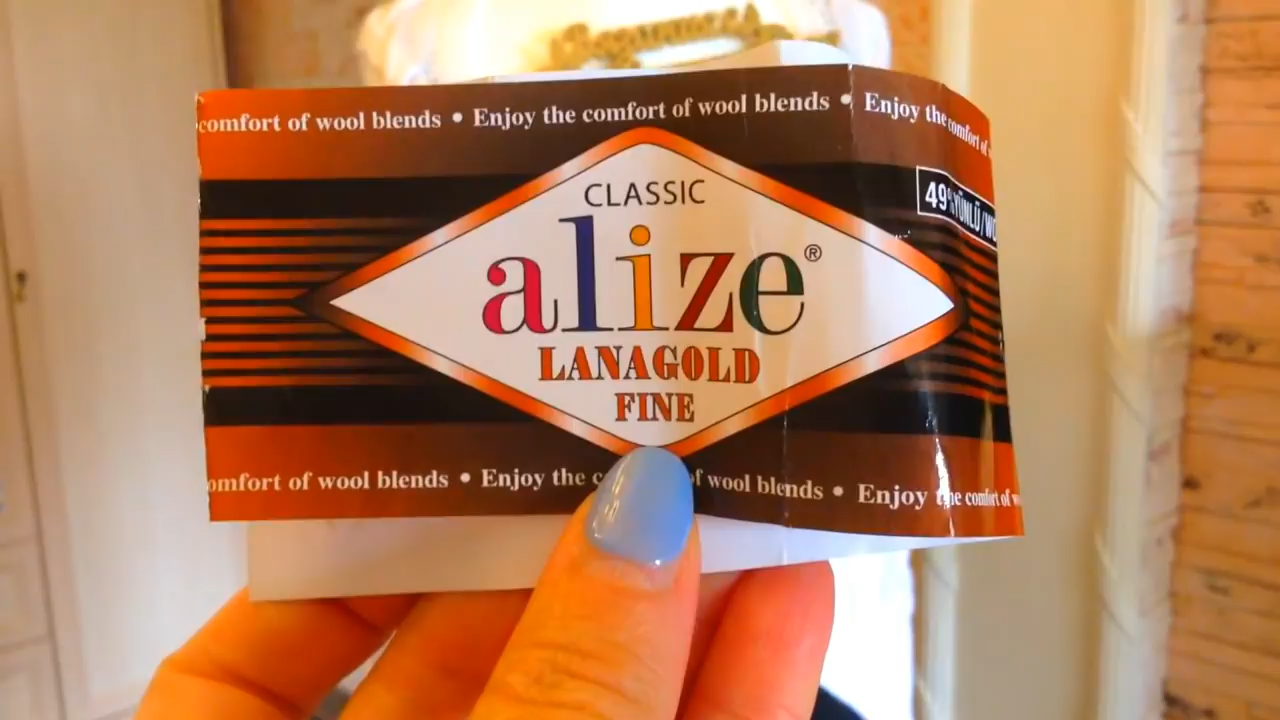 comfort of wool blends • Enjoy the comfort of wool blends • Enjoy the comfort of
49% YÜNLÜ/WO
CLASSIC
alize®
LANAGOLD
FINE
omfort of wool blends • Enjoy the c of wool blends • Enjoy the comfort of w